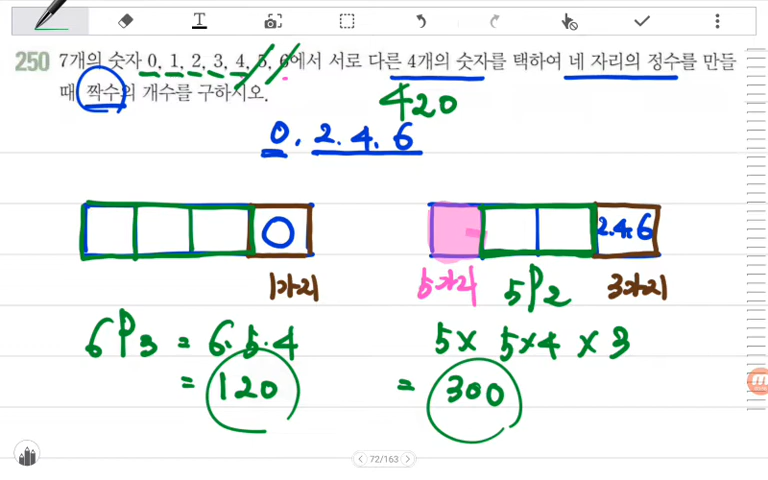 T
250 7개의 숫자 0, 1, 2, 3, 4, 5, 6에서 서로 다른 4개의 숫자를 택하여 네 자리의 정수를 만들
때 짝수의 개수를 구하시오.
420
0. 2. 4. 6
0
2.4.6
1가지
5가지
5P2
3가지
6P3 = 6.5.4
= 120
5× 5×4 ×3
= 300
72/163